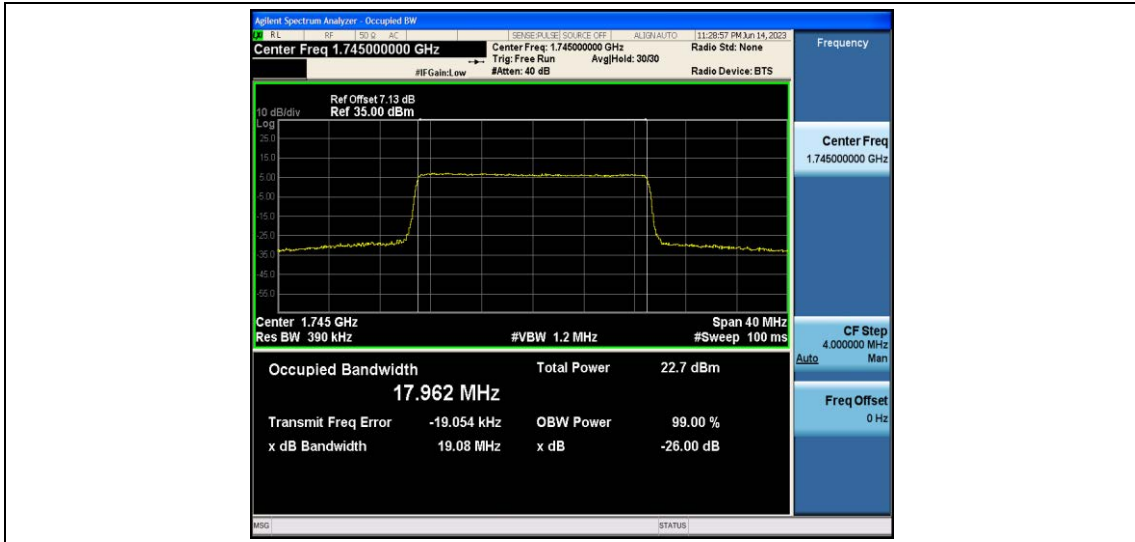 Agilent Spectrum Analyzer - Occupied BW
RL RF 50 Ω AC SENSE:PULSE SOURCE OFF ALIGN AUTO 11:28:57 PM Jun 14, 2023
Center Freq 1.745000000 GHz
Center Freq: 1.745000000 GHz
Radio Std: None
Trig: Free Run Avg|Hold: 30/30
#IFGain:Low
#Atten: 40 dB
Radio Device: BTS
Frequency
Ref Offset 7.13 dB
10 dB/div Ref 35.00 dBm
Log
25.0
15.0
5.00
-5.00
-15.0
-25.0
-35.0
-45.0
-55.0
Center 1.745 GHz Span 40 MHz
Res BW 390 kHz #VBW 1.2 MHz #Sweep 100 ms
Occupied Bandwidth Total Power 22.7 dBm
17.962 MHz
Transmit Freq Error -19.054 kHz OBW Power 99.00 %
x dB Bandwidth 19.08 MHz x dB -26.00 dB
Center Freq
1.745000000 GHz
CF Step
4.000000 MHz
Auto Man
Freq Offset
0 Hz
MSG STATUS